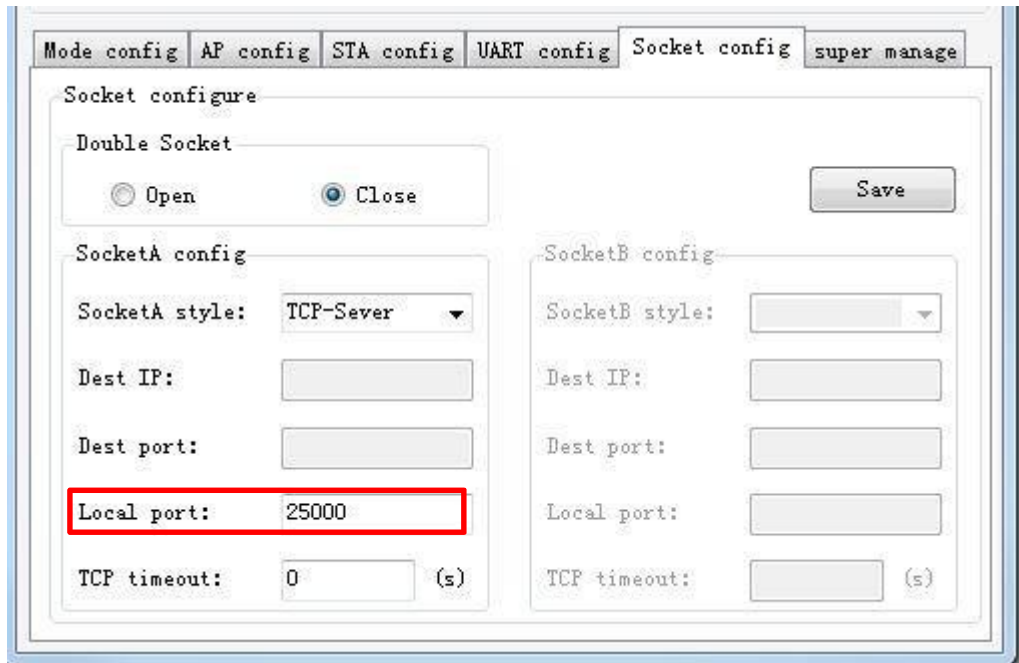 Mode config AP config STA config UART config Socket config super manage
Socket configure
Double Socket
Open Close
Save
SocketA config
SocketA style: TCP-Sever
Dest IP:
Dest port:
Local port: 25000
TCP timeout: 0 (s)
SocketB config
SocketB style:
Dest IP:
Dest port:
Local port:
TCP timeout: (s)